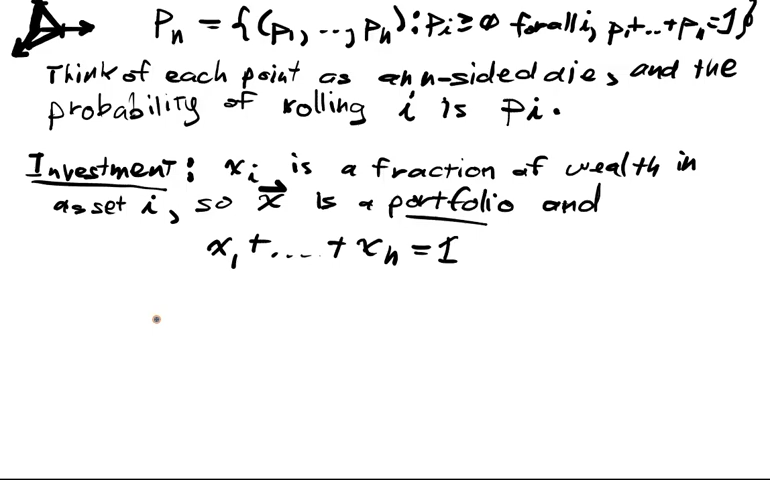 Pn = {(p1, .., pn): pi ≥ 0 for all i, p1+..+pn=1}
Think of each point as an n-sided die, and the
probability of rolling i is pi.
Investment: xi is a fraction of wealth in
asset i, so x⃗ is a portfolio and
x1 + .... + xn = 1